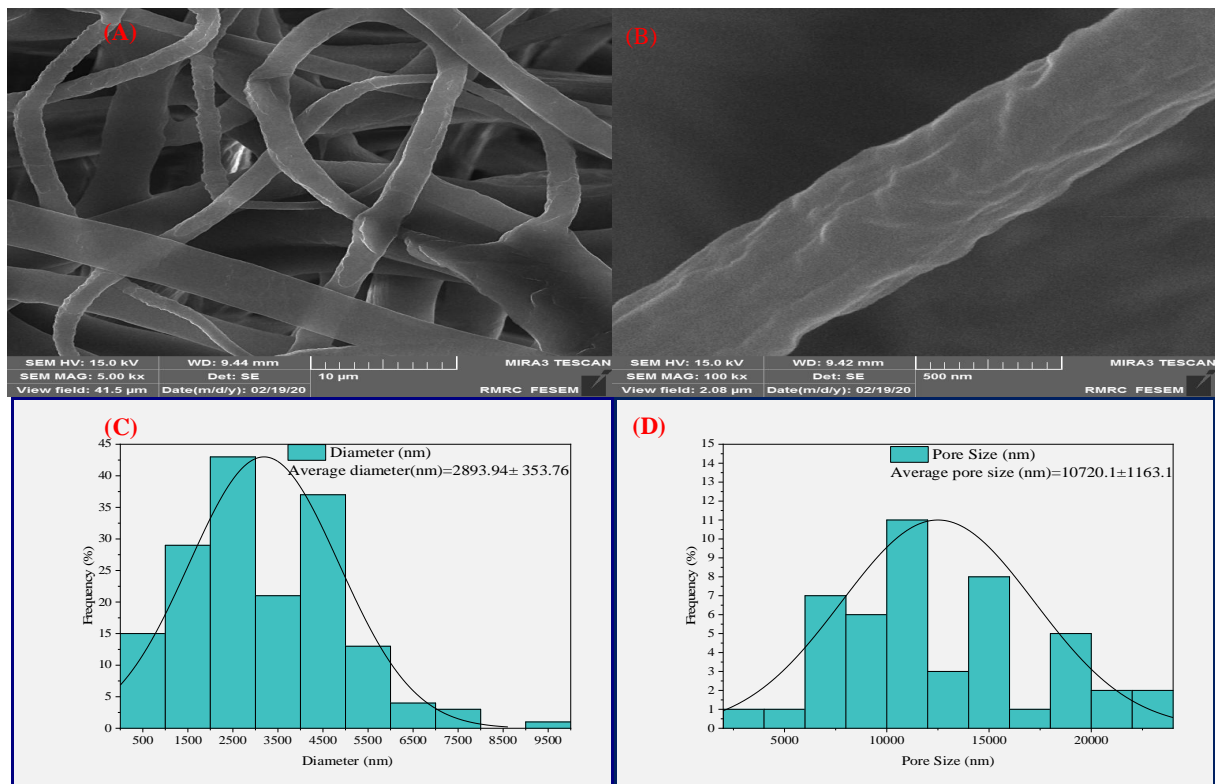 (A)
SEM HV: 15.0 kV WD: 9.44 mm MIRA3 TESCAN
SEM MAG: 5.00 kx Det: SE 10 µm
View field: 41.5 µm Date(m/d/y): 02/19/20 RMRC FESEM
(B)
SEM HV: 15.0 kV WD: 9.42 mm MIRA3 TESCAN
SEM MAG: 100 kx Det: SE 500 nm
View field: 2.08 µm Date(m/d/y): 02/19/20 RMRC FESEM
(C)
Diameter (nm)
Average diameter(nm)=2893.94± 353.76
Frequency (%)
45
40
35
30
25
20
15
10
5
0
500 1500 2500 3500 4500 5500 6500 7500 8500 9500
Diameter (nm)
(D)
Pore Size (nm)
Average pore size (nm)=10720.1±1163.1
Frequency (%)
15
14
13
12
11
10
9
8
7
6
5
4
3
2
1
0
5000 10000 15000 20000
Pore Size (nm)